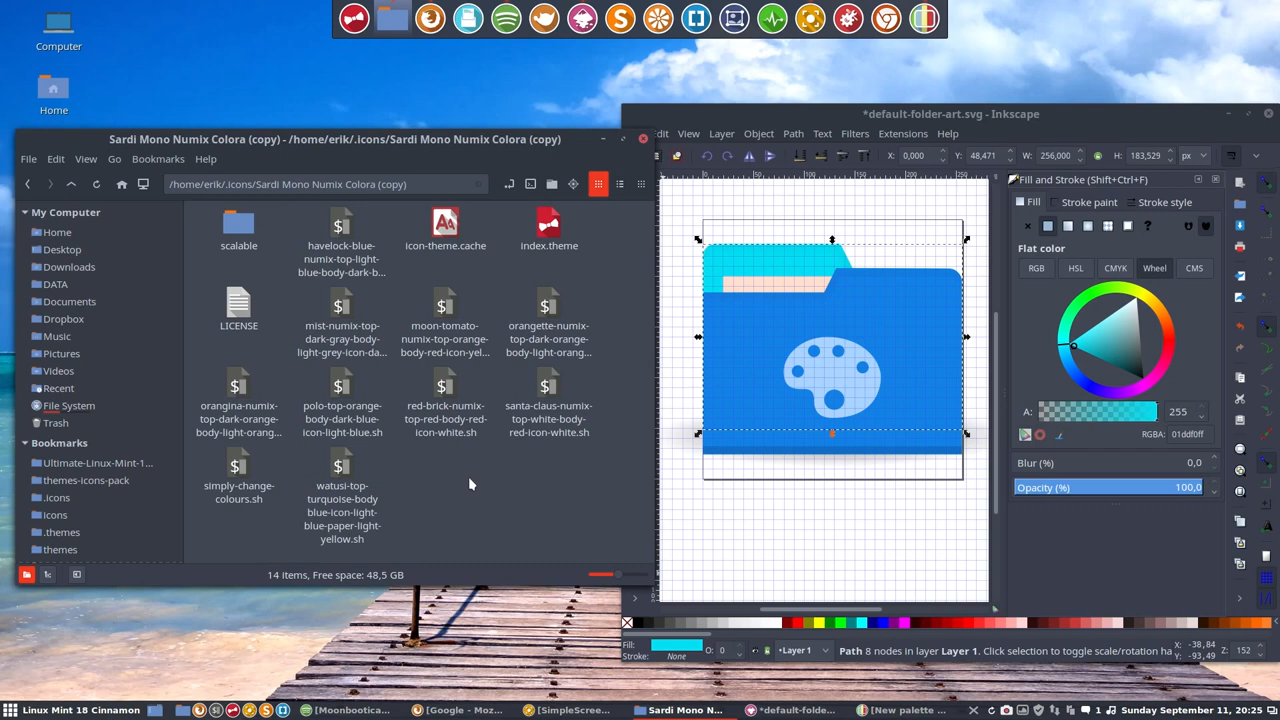 Computer
Home
Sardi Mono Numix Colora (copy) - /home/erik/.icons/Sardi Mono Numix Colora (copy)
File Edit View Go Bookmarks Help
/home/erik/.icons/Sardi Mono Numix Colora (copy)
My Computer
Home
Desktop
Downloads
DATA
Documents
Dropbox
Music
Pictures
Videos
Recent
File System
Trash
Bookmarks
Ultimate-Linux-Mint-1...
themes-icons-pack
.icons
icons
.themes
themes
scalable
havelock-blue-
numix-top-light-
blue-body-dark-b...
icon-theme.cache
index.theme
LICENSE
mist-numix-top-
dark-gray-body-
light-grey-icon-da...
moon-tomato-
numix-top-orange-
body-red-icon-yel...
orangette-numix-
top-dark-orange-
body-light-orang...
orangina-numix-
top-dark-orange-
body-light-orang...
polo-top-orange-
body-dark-blue-
icon-light-blue.sh
red-brick-numix-
top-red-body-red-
icon-white.sh
santa-claus-numix-
top-white-body-
red-icon-white.sh
simply-change-
colours.sh
watusi-top-
turquoise-body
blue-icon-light-
blue-paper-light-
yellow.sh
14 items, Free space: 48,5 GB
*default-folder-art.svg - Inkscape
Edit View Layer Object Path Text Filters Extensions Help
X: 0,000 Y: 48,471 W: 256,000 H: 183,529 px
Fill and Stroke (Shift+Ctrl+F)
Fill Stroke paint Stroke style
?
Flat color
RGB HSL CMYK Wheel CMS
A: 255
RGBA: 01ddf0ff
Blur (%) 0,0
Opacity (%) 100,0
Fill:
Stroke: None
O: 0
•Layer 1
Path 8 nodes in layer Layer 1. Click selection to toggle scale/rotation ha
X: -38,84
Y: -93,49
Z: 152
Linux Mint 18 Cinnamon
[Moonbootica...
[Google - Moz...
[SimpleScree...
Sardi Mono N...
*default-folde...
[New palette ...
1 Sunday September 11, 20:25